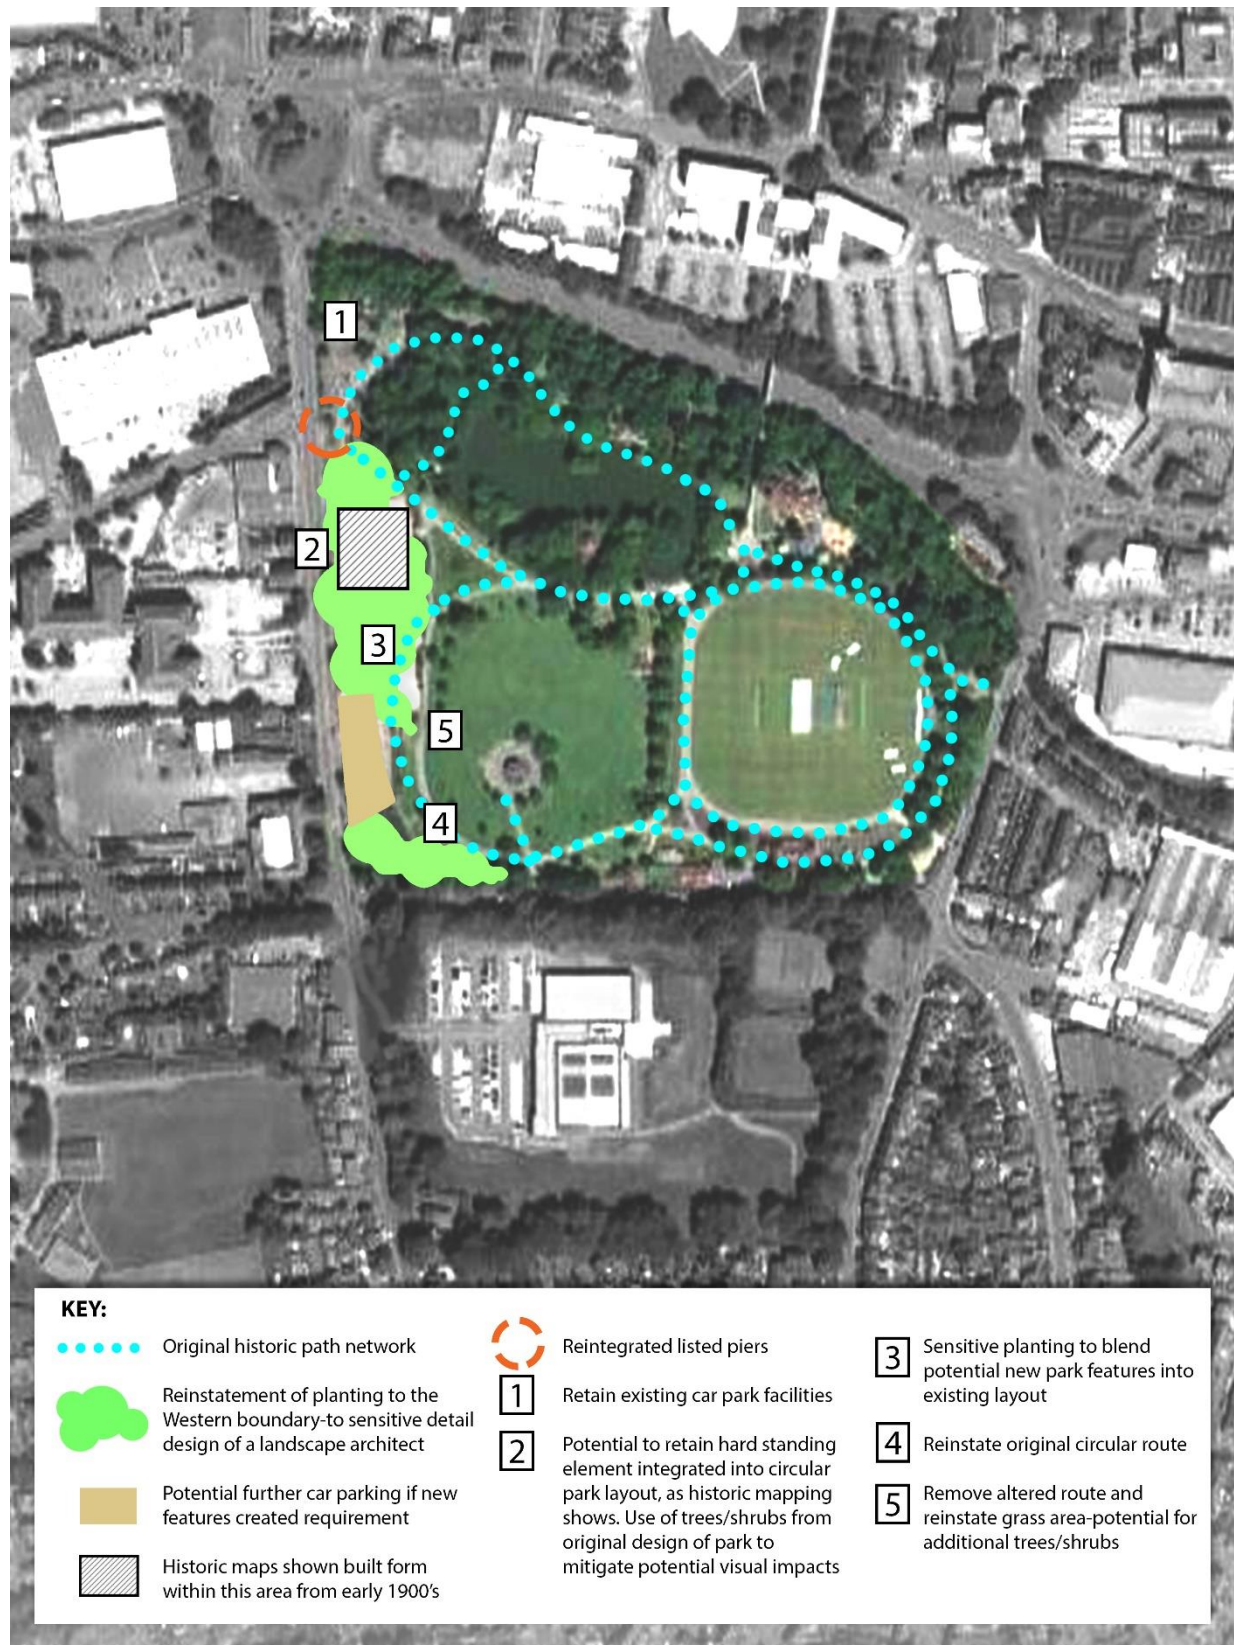 1
2
3
5
4
KEY:
Original historic path network
Reinstatement of planting to the
Western boundary-to sensitive detail
design of a landscape architect
Potential further car parking if new
features created requirement
Historic maps shown built form
within this area from early 1900's
Reintegrated listed piers
1
Retain existing car park facilities
2
Potential to retain hard standing
element integrated into circular
park layout, as historic mapping
shows. Use of trees/shrubs from
original design of park to
mitigate potential visual impacts
3
Sensitive planting to blend
potential new park features into
existing layout
4
Reinstate original circular route
5
Remove altered route and
reinstate grass area-potential for
additional trees/shrubs